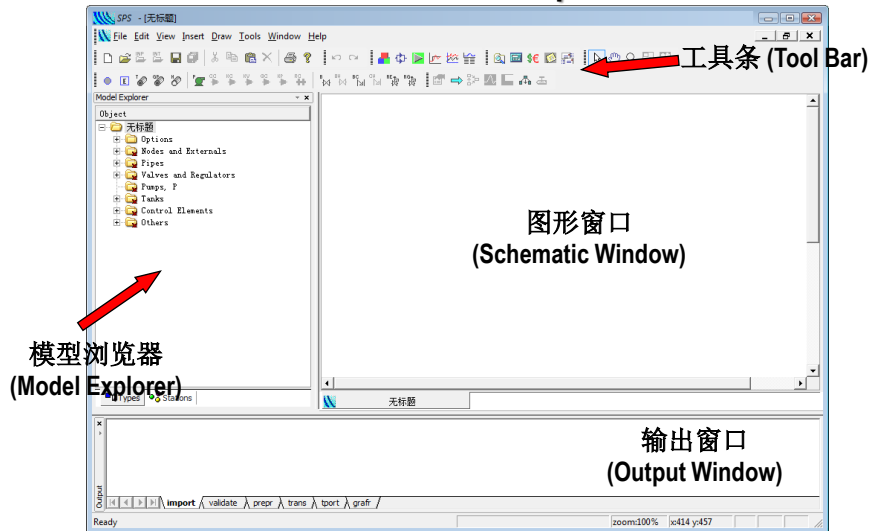 SPS - [无标题]
File Edit View Insert Draw Tools Window Help
工具条 (Tool Bar)
Model Explorer
Object
无标题
Options
Nodes and Externals
Pipes
Valves and Regulators
Pumps, P
Tanks
Control Elements
Others
图形窗口
(Schematic Window)
模型浏览器
(Model Explorer)
Types Stations
无标题
输出窗口
(Output Window)
Output
import validate prepr trans tport grafr
Ready zoom:100% x:414 y:457